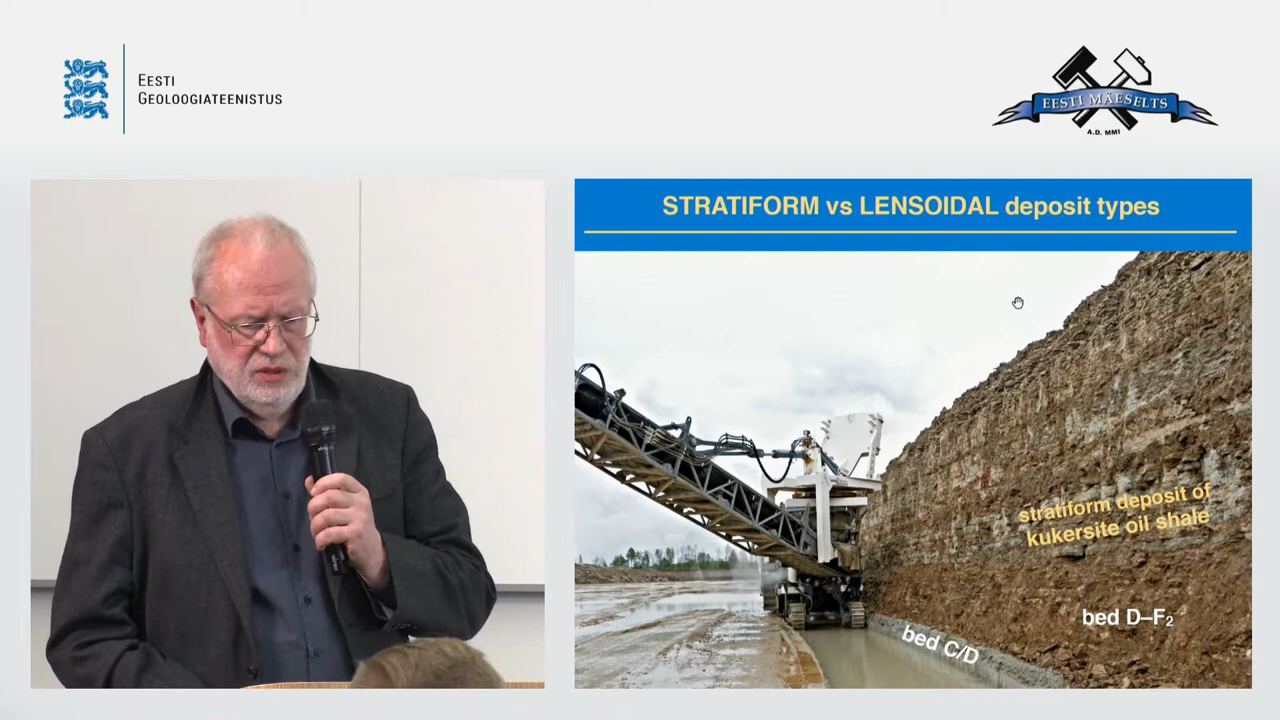 EESTI
GEOLOOGIATEENISTUS
EESTI MÄESELTS
A.D. MMI
STRATIFORM vs LENSOIDAL deposit types
stratiform deposit of
kukersite oil shale
bed D–F₂
bed C/D